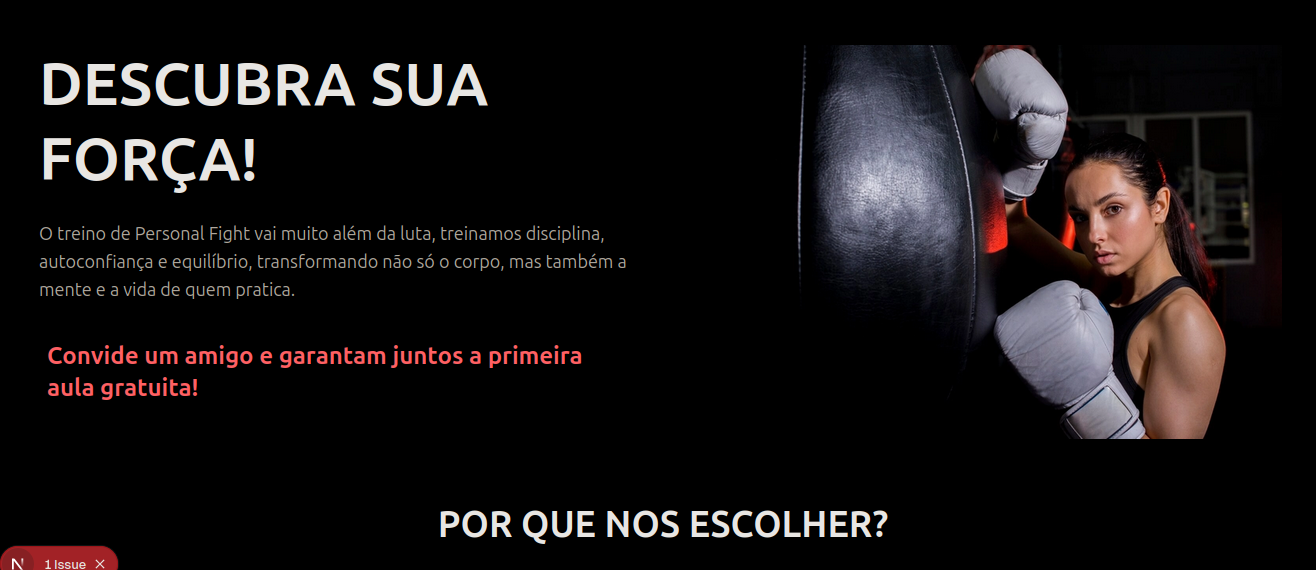 DESCUBRA SUA
FORÇA!
O treino de Personal Fight vai muito além da luta, treinamos disciplina,
autoconfiança e equilíbrio, transformando não só o corpo, mas também a
mente e a vida de quem pratica.
Convide um amigo e garantam juntos a primeira
aula gratuita!
POR QUE NOS ESCOLHER?
N 1 Issue